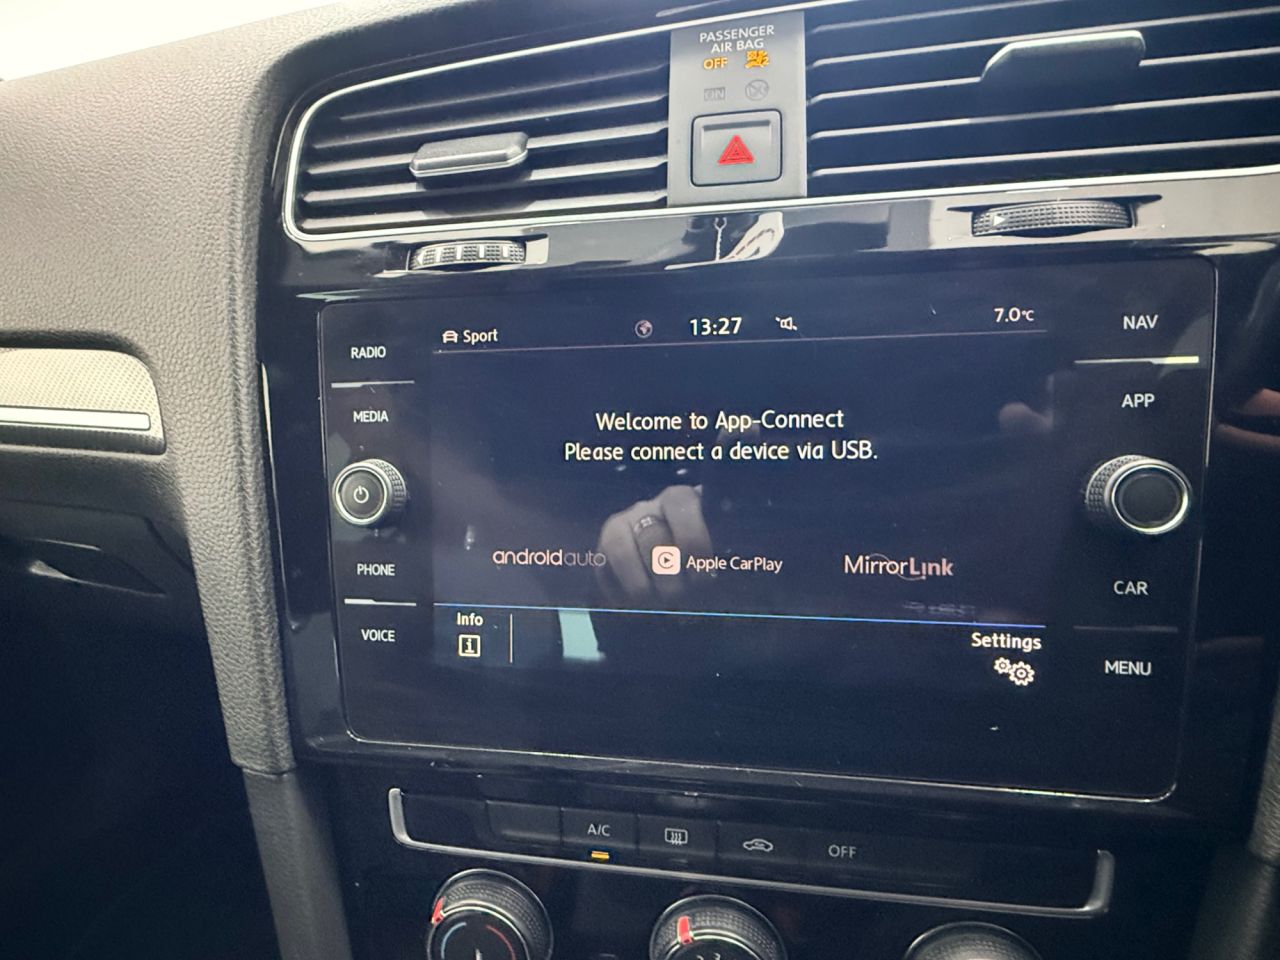 PASSENGER
AIR BAG
OFF
ON
Sport
13:27
7.0°C
RADIO
MEDIA
PHONE
VOICE
Welcome to App-Connect
Please connect a device via USB.
androidauto
Apple CarPlay
MirrorLink
Info
i
Settings
NAV
APP
CAR
MENU
A/C
OFF